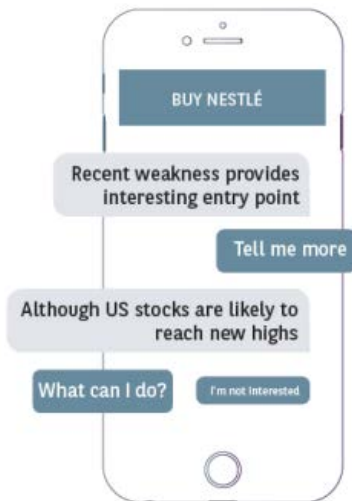 BUY NESTLÉ
Recent weakness provides
interesting entry point
Tell me more
Although US stocks are likely to
reach new highs
What can I do?
I'm not interested